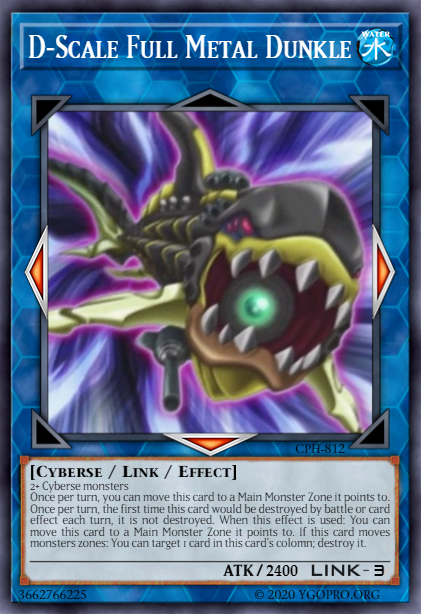 D-Scale Full Metal Dunkle
WATER
水
CPH-812
[Cyberse / Link / Effect]
2+ Cyberse monsters
Once per turn, you can move this card to a Main Monster Zone it points to.
Once per turn, the first time this card would be destroyed by battle or card
effect each turn, it is not destroyed. When this effect is used: You can
move this card to a Main Monster Zone it points to. If this card moves
monsters zones: You can target 1 card in this card's colomn; destroy it.
ATK/2400 LINK-3
3662766225 © 2020 YGOPRO.ORG